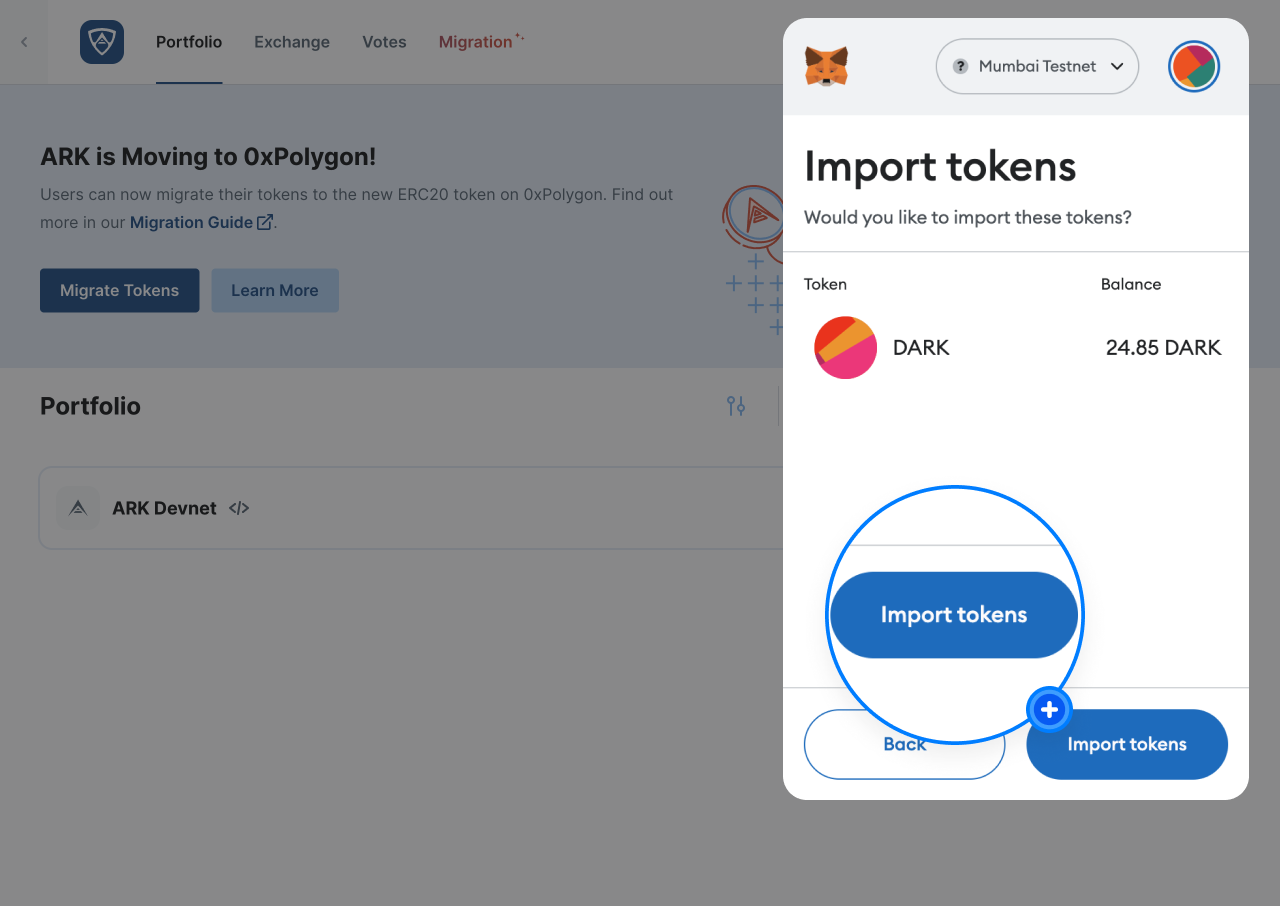 Portfolio Exchange Votes Migration
ARK is Moving to 0xPolygon!
Users can now migrate their tokens to the new ERC20 token on 0xPolygon. Find out
more in our Migration Guide.
Migrate Tokens Learn More
Portfolio
ARK Devnet </>
? Mumbai Testnet
Import tokens
Would you like to import these tokens?
Token Balance
DARK 24.85 DARK
Import tokens
Back Import tokens